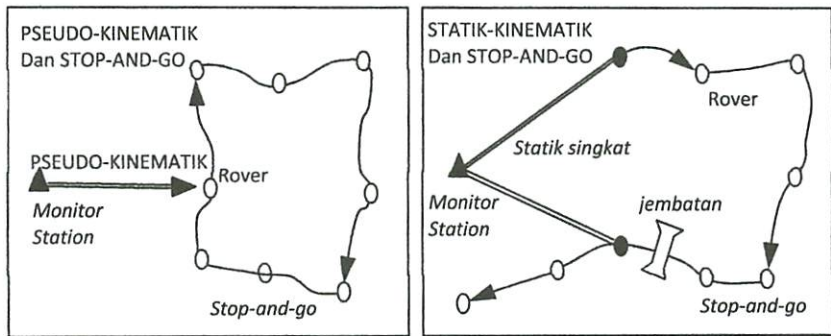 PSEUDO-KINEMATIK
Dan STOP-AND-GO
PSEUDO-KINEMATIK
Rover
Monitor
Station
Stop-and-go
STATIK-KINEMATIK
Dan STOP-AND-GO
Rover
Statik singkat
Monitor
Station
jembatan
Stop-and-go